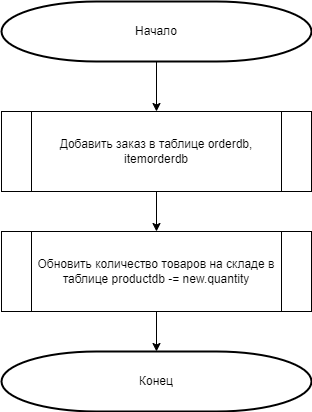 Начало
Добавить заказ в таблице orderdb,
itemorderdb
Обновить количество товаров на складе в
таблице productdb -= new.quantity
Конец